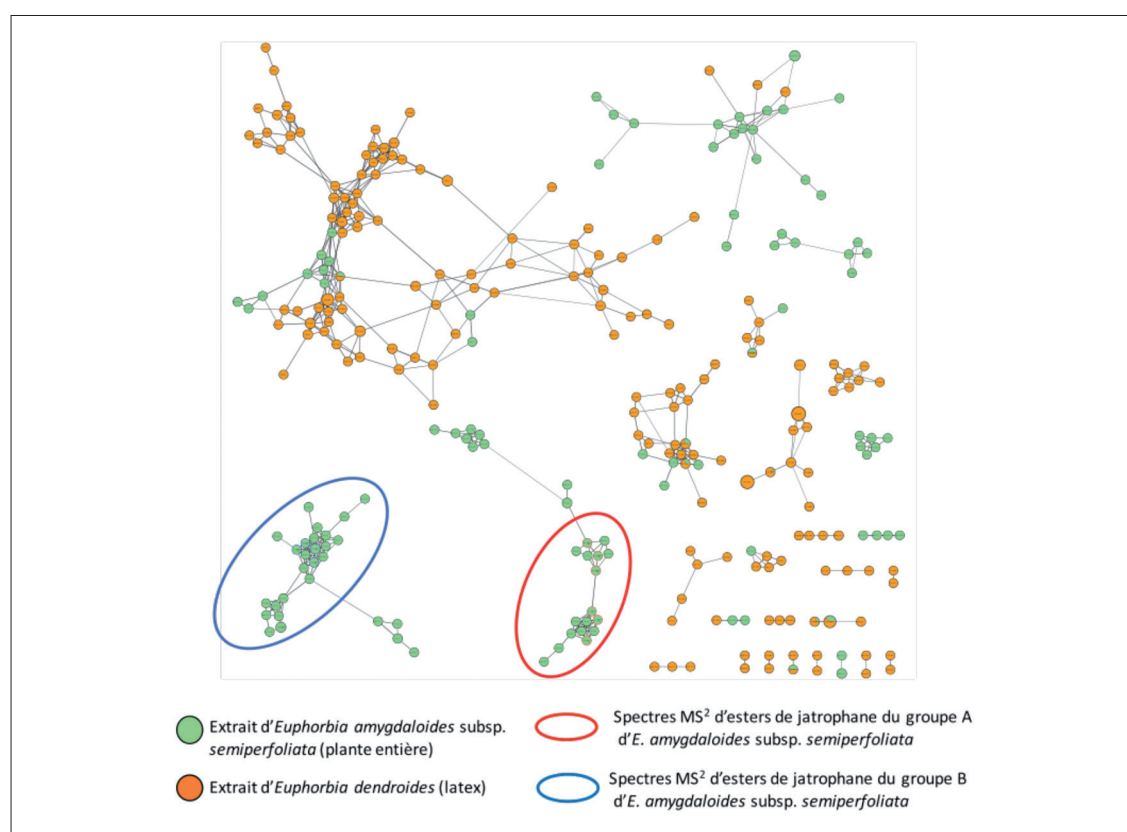 Extrait d'Euphorbia amygdaloides subsp.
semiperfoliata (plante entière)
Extrait d'Euphorbia dendroides (latex)
Spectres MS² d'esters de jatrophane du groupe A
d'E. amygdaloides subsp. semiperfoliata
Spectres MS² d'esters de jatrophane du groupe B
d'E. amygdaloides subsp. semiperfoliata